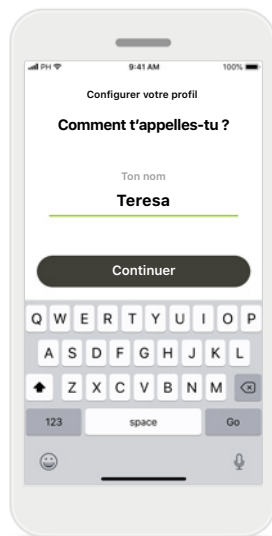 PH 9:41 AM 100%
Configurer votre profil
Comment t'appelles-tu ?
Ton nom
Teresa
Continuer
Q W E R T Y U I O P
A S D F G H J K L
Z X C V B N M
123 space Go